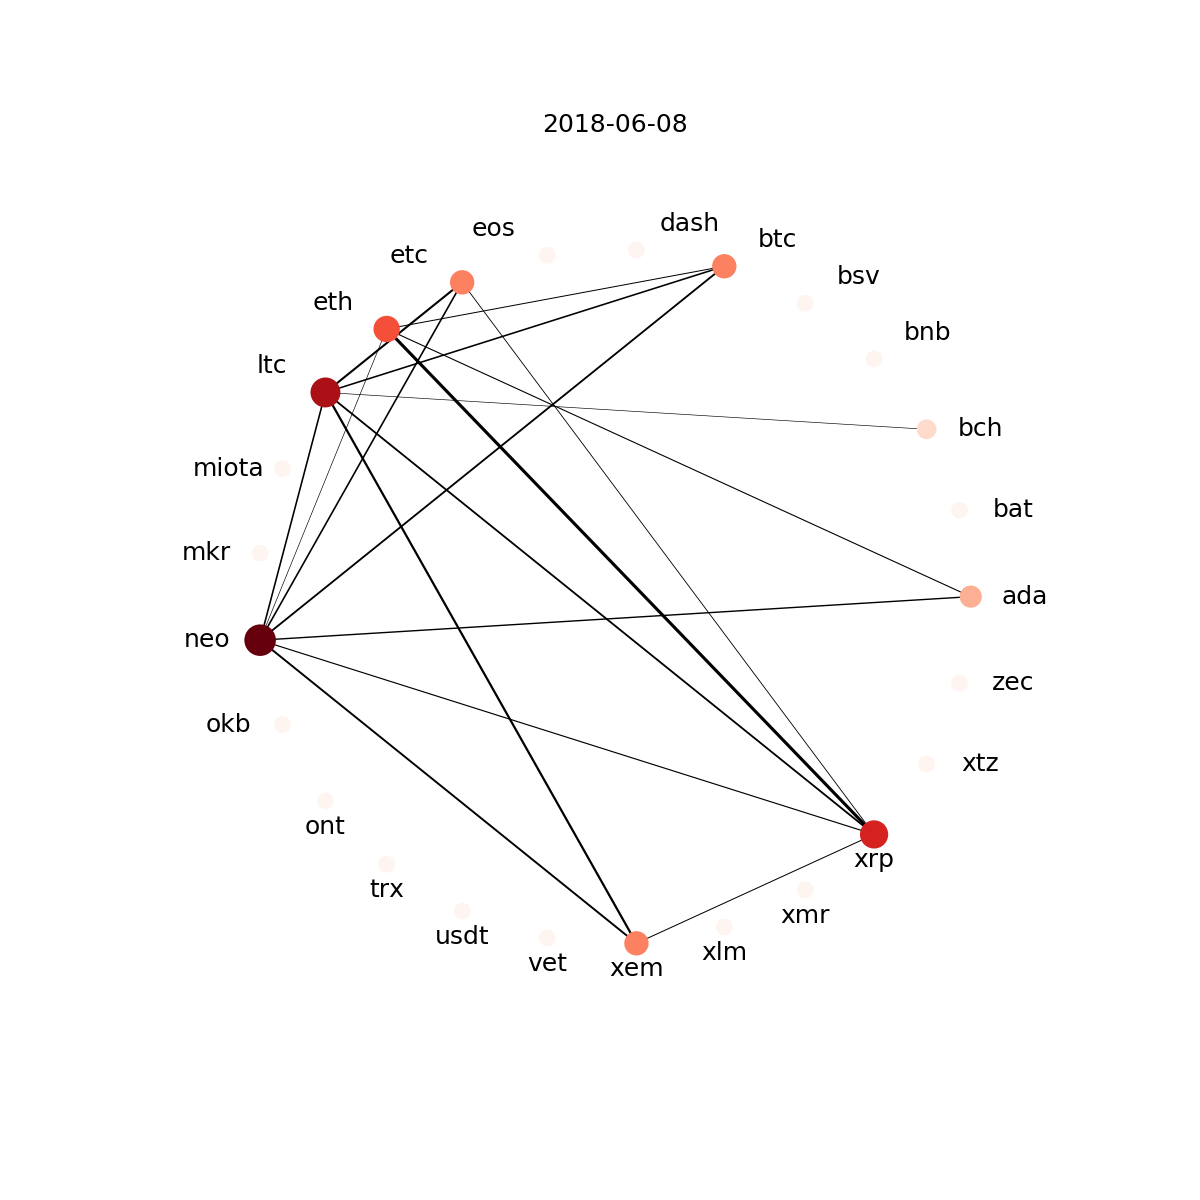 2018-06-08
dash
eos
btc
etc
bsv
eth
bnb
ltc
bch
miota
bat
mkr
ada
neo
zec
okb
xtz
ont
xrp
trx
xmr
usdt
xlm
vet
xem